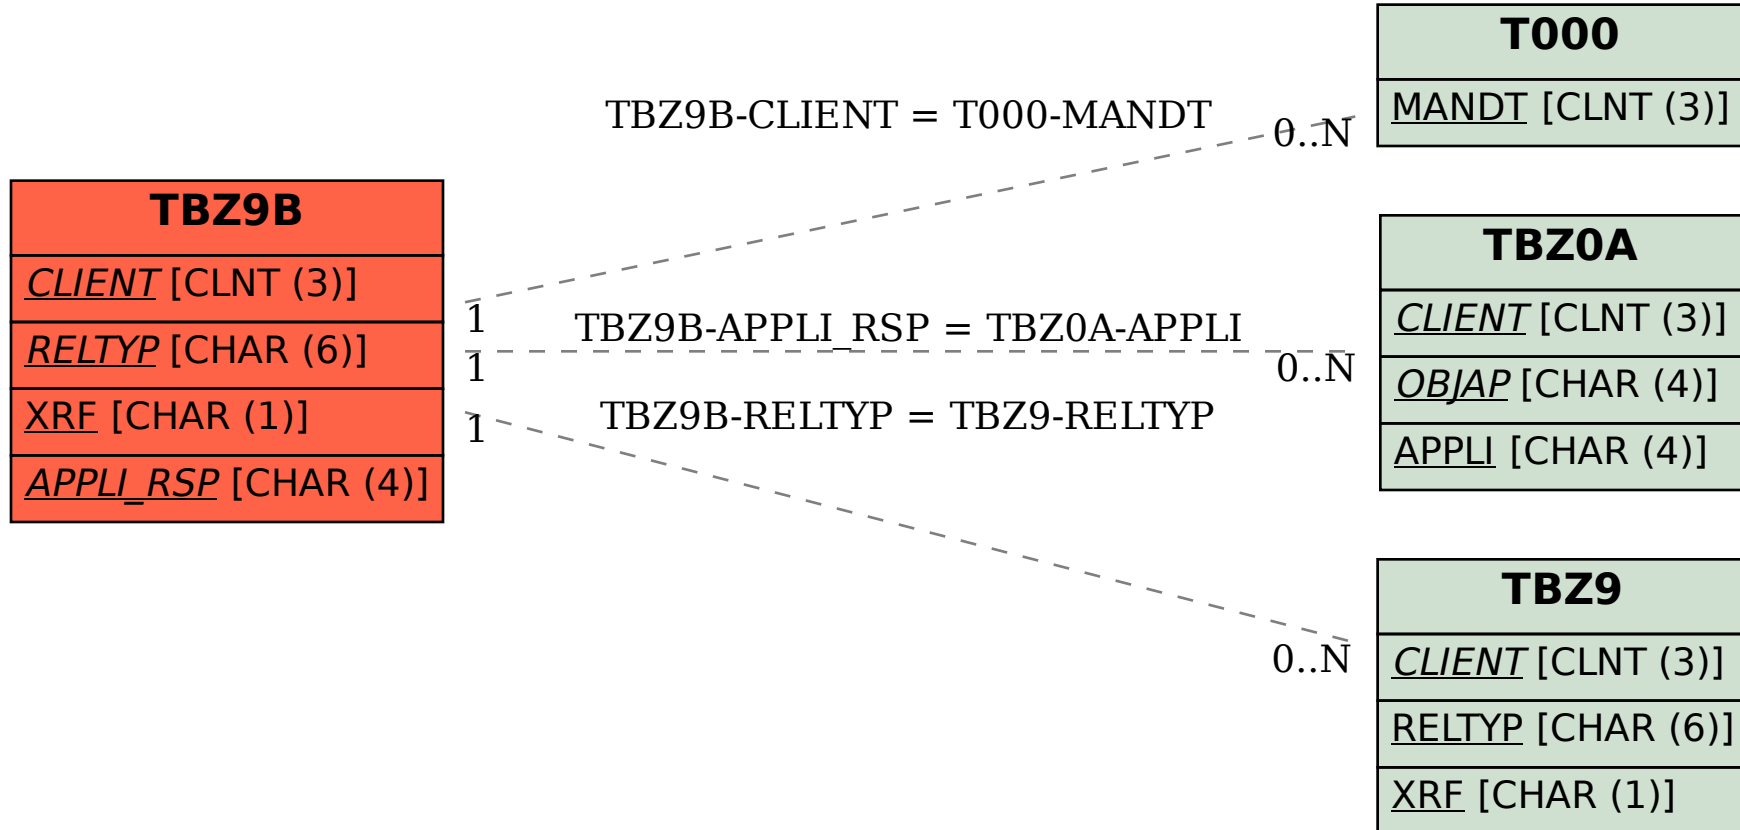 TBZ9B
CLIENT [CLNT (3)]
RELTYP [CHAR (6)]
XRF [CHAR (1)]
APPLI_RSP [CHAR (4)]
TBZ9B-CLIENT = T000-MANDT
0..N
1
TBZ9B-APPLI_RSP = TBZ0A-APPLI
1
0..N
TBZ9B-RELTYP = TBZ9-RELTYP
1
0..N
T000
MANDT [CLNT (3)]
TBZ0A
CLIENT [CLNT (3)]
OBJAP [CHAR (4)]
APPLI [CHAR (4)]
TBZ9
CLIENT [CLNT (3)]
RELTYP [CHAR (6)]
XRF [CHAR (1)]